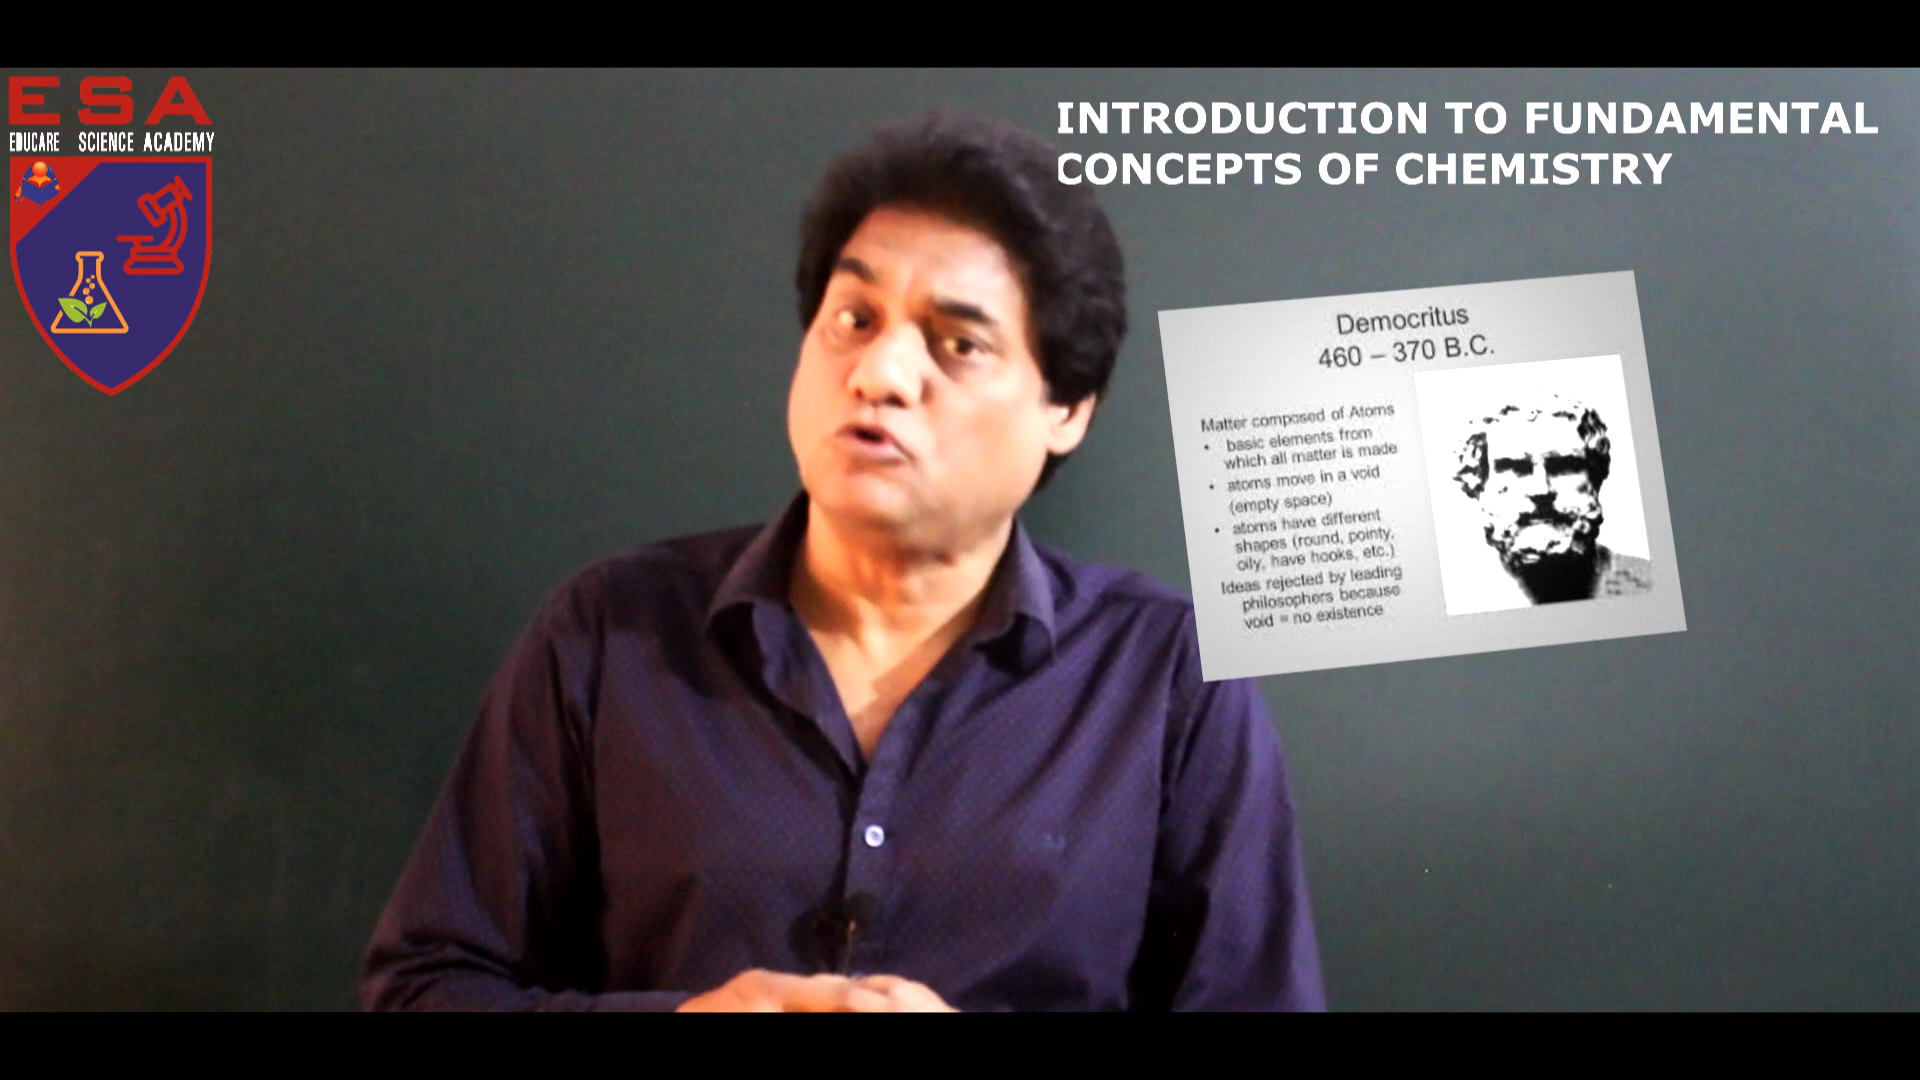 ESA
EDUCARE SCIENCE ACADEMY
INTRODUCTION TO FUNDAMENTAL
CONCEPTS OF CHEMISTRY
Democritus
460 – 370 B.C.
Matter composed of Atoms
• basic elements from
which all matter is made
• atoms move in a void
(empty space)
• atoms have different
shapes (round, pointy,
oily, have hooks, etc.)
Ideas rejected by leading
philosophers because
void = no existence